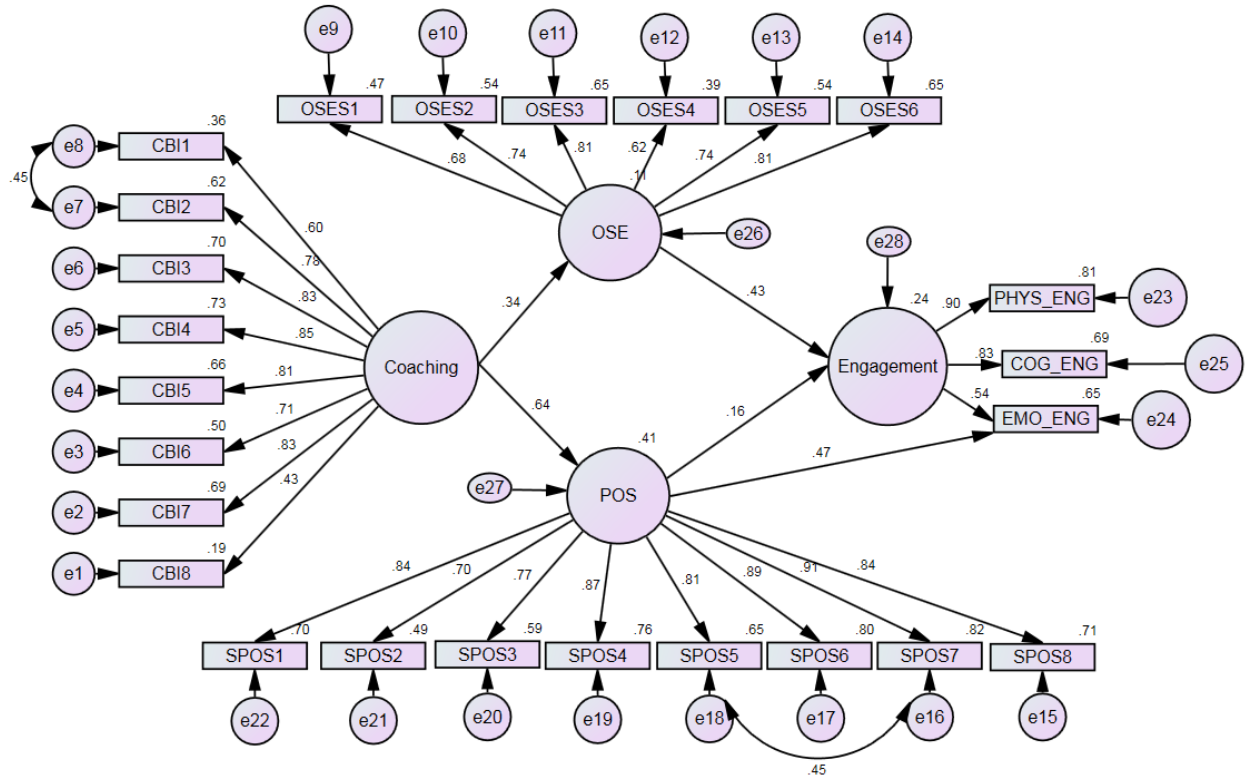 e9
e10
e11
e12
e13
e14
.47
.54
.65
.39
.54
.65
OSES1
OSES2
OSES3
OSES4
OSES5
OSES6
.68
.74
.81
.62
.74
.81
.11
OSE
e26
e8
.36
CBI1
.45
e7
.62
CBI2
e6
.70
CBI3
e5
.73
CBI4
e4
.66
CBI5
e3
.50
CBI6
e2
.69
CBI7
e1
.19
CBI8
.60
.78
.83
.85
.81
.71
.83
.43
Coaching
.34
.64
.43
.16
.47
e28
.24
Engagement
.90
.83
.54
.81
PHYS_ENG
e23
.69
COG_ENG
e25
.65
EMO_ENG
e24
.41
POS
e27
.84
.70
.77
.87
.81
.89
.91
.84
.70
.49
.59
.76
.65
.80
.82
.71
SPOS1
SPOS2
SPOS3
SPOS4
SPOS5
SPOS6
SPOS7
SPOS8
e22
e21
e20
e19
e18
e17
e16
e15
.45